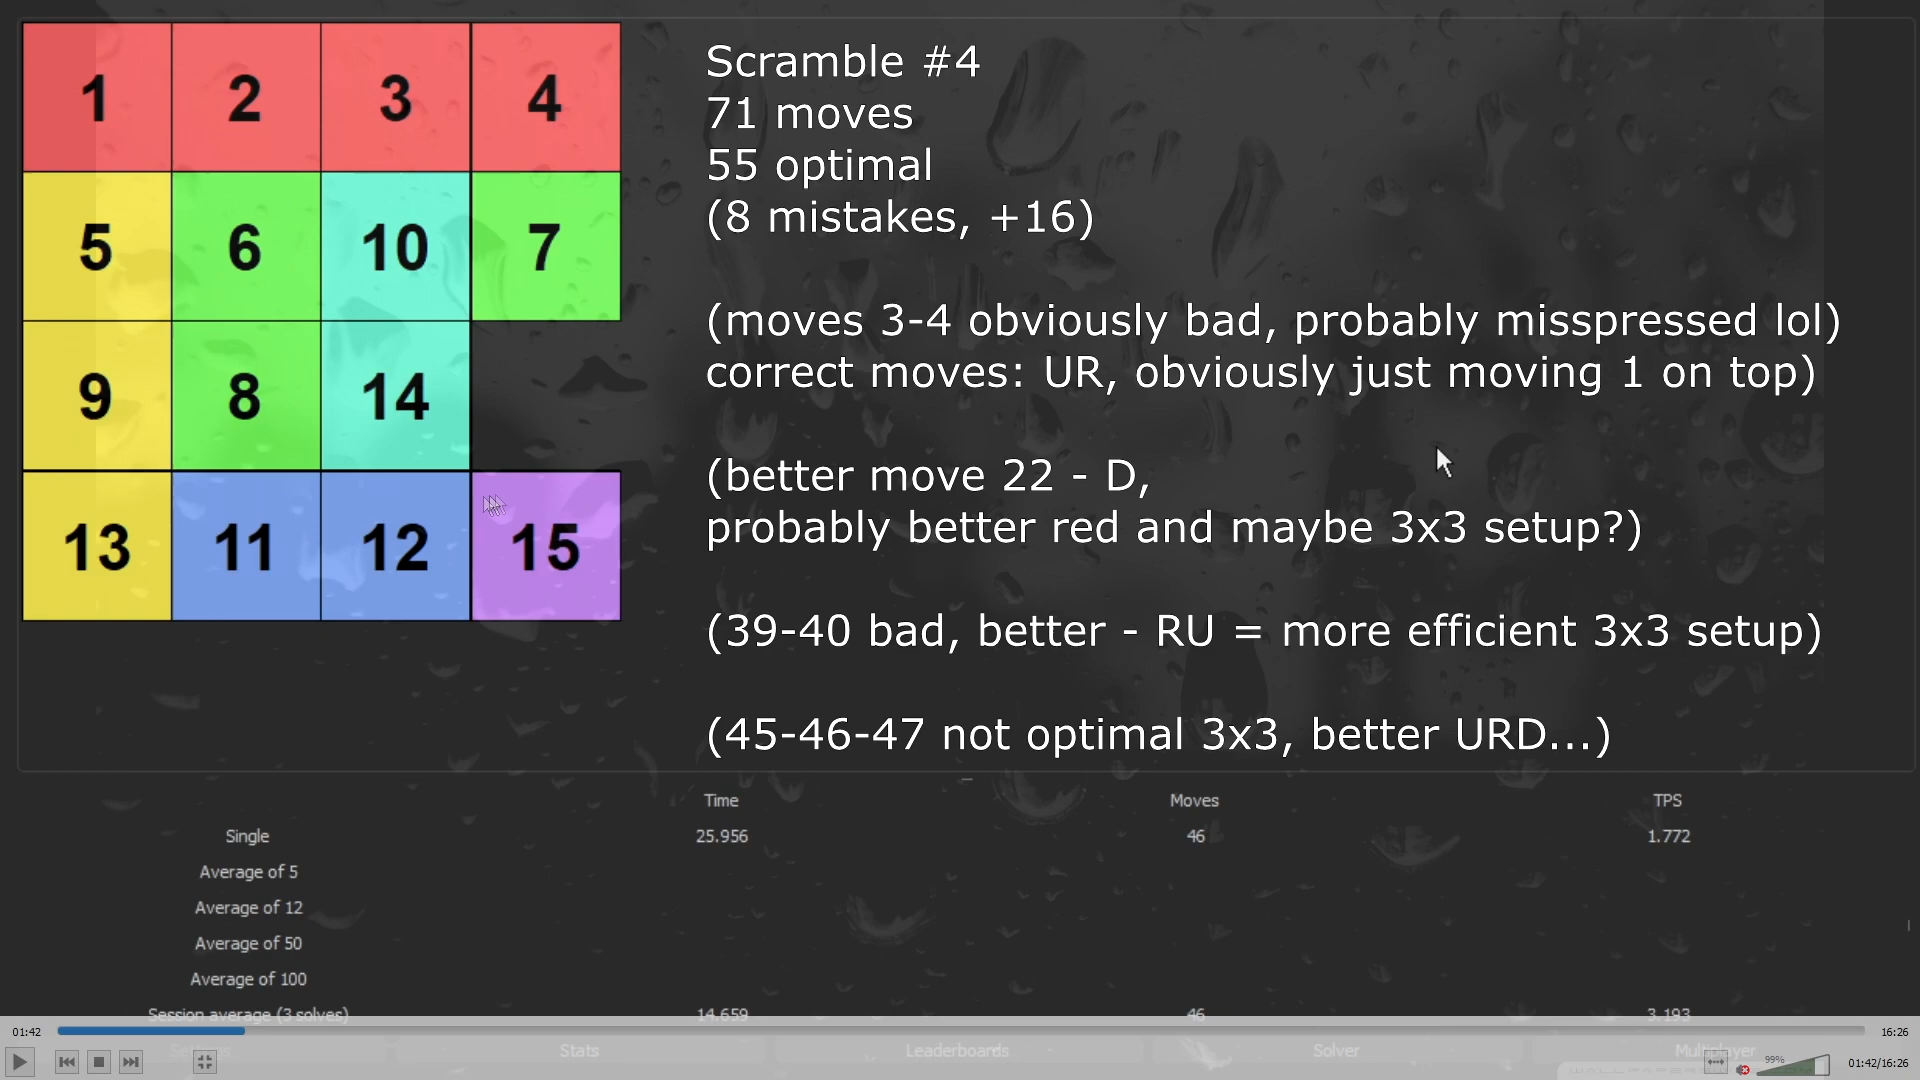 1 2 3 4
5 6 10 7
9 8 14
13 11 12 15
Scramble #4
71 moves
55 optimal
(8 mistakes, +16)
(moves 3-4 obviously bad, probably misspressed lol)
correct moves: UR, obviously just moving 1 on top)
(better move 22 - D,
probably better red and maybe 3x3 setup?)
(39-40 bad, better - RU = more efficient 3x3 setup)
(45-46-47 not optimal 3x3, better URD...)
Time Moves TPS
Single 25.956 46 1.772
Average of 5
Average of 12
Average of 50
Average of 100
Session average (3 solves) 14.659 46 3.193
01:42 16:26
Stats Leaderboards Solver Multiplayer
99% 01:42/16:26